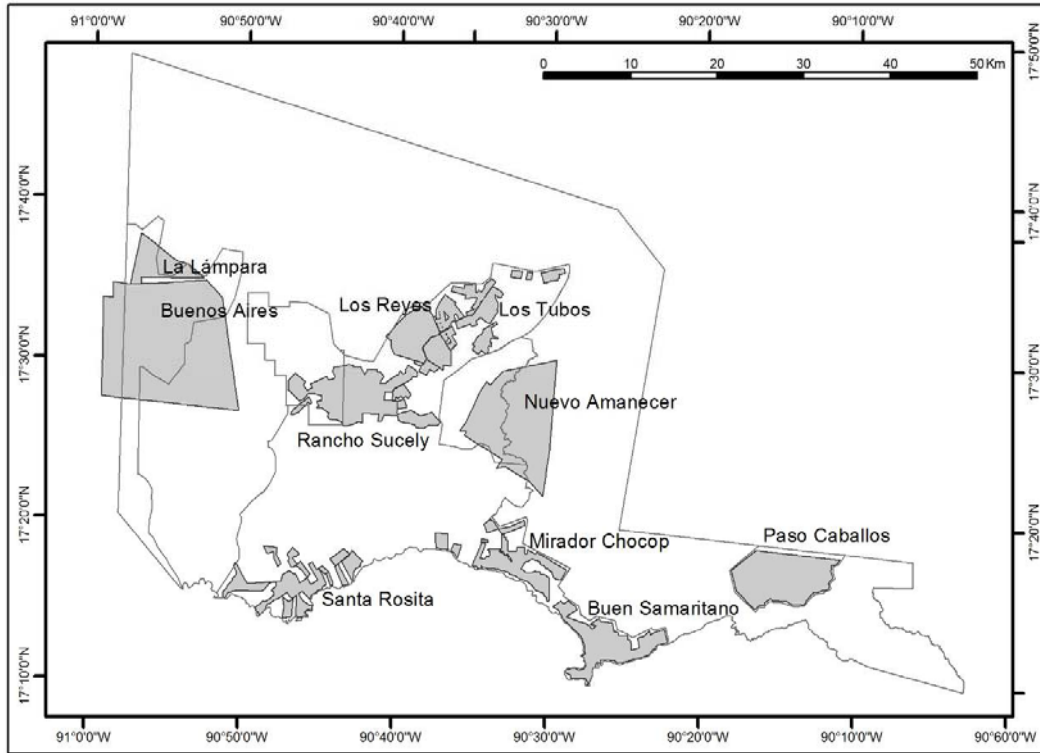 91°0'0"W 90°50'0"W 90°40'0"W 90°30'0"W 90°20'0"W 90°10'0"W
0 10 20 30 40 50 Km
17°50'0"N
17°40'0"N
17°40'0"N
La Lámpara
Buenos Aires
Los Reyes
Los Tubos
17°30'0"N
17°30'0"N
Nuevo Amanecer
Rancho Sucely
17°20'0"N
17°20'0"N
Mirador Chocop
Paso Caballos
Santa Rosita
Buen Samaritano
17°10'0"N
17°10'0"N
91°0'0"W 90°50'0"W 90°40'0"W 90°30'0"W 90°20'0"W 90°10'0"W 90°60'0"W